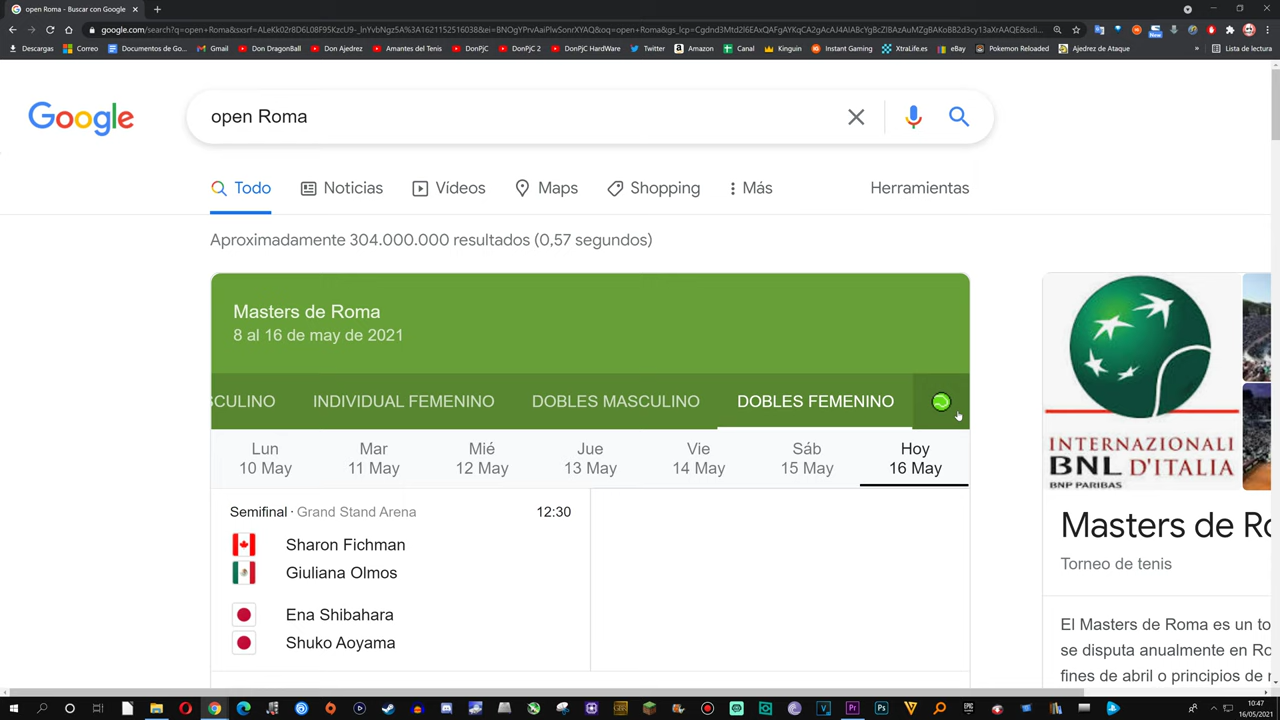 open Roma - Buscar con Google
google.com/search?q=open+Roma&sxsrf=
Descargas Correo Documentos de Go... Gmail Don DragonBall Don Ajedrez Amantes del Tenis DonPjC DonPjC 2 DonPjC HardWare Twitter Amazon Canal Kinguin Instant Gaming XtraLife.es eBay Pokemon Reloaded Ajedrez de Ataque » Lista de lectura
Google
open Roma
Todo Noticias Vídeos Maps Shopping Más Herramientas
Aproximadamente 304.000.000 resultados (0,57 segundos)
Masters de Roma
8 al 16 de may de 2021
SCULINO INDIVIDUAL FEMENINO DOBLES MASCULINO DOBLES FEMENINO
Lun Mar Mié Jue Vie Sáb Hoy
10 May 11 May 12 May 13 May 14 May 15 May 16 May
Semifinal · Grand Stand Arena 12:30
Sharon Fichman
Giuliana Olmos
Ena Shibahara
Shuko Aoyama
INTERNAZIONALI
BNL D'ITALIA
BNP PARIBAS
Masters de Ro
Torneo de tenis
El Masters de Roma es un to
se disputa anualmente en Ro
fines de abril o principios de r
10:47
16/05/2021